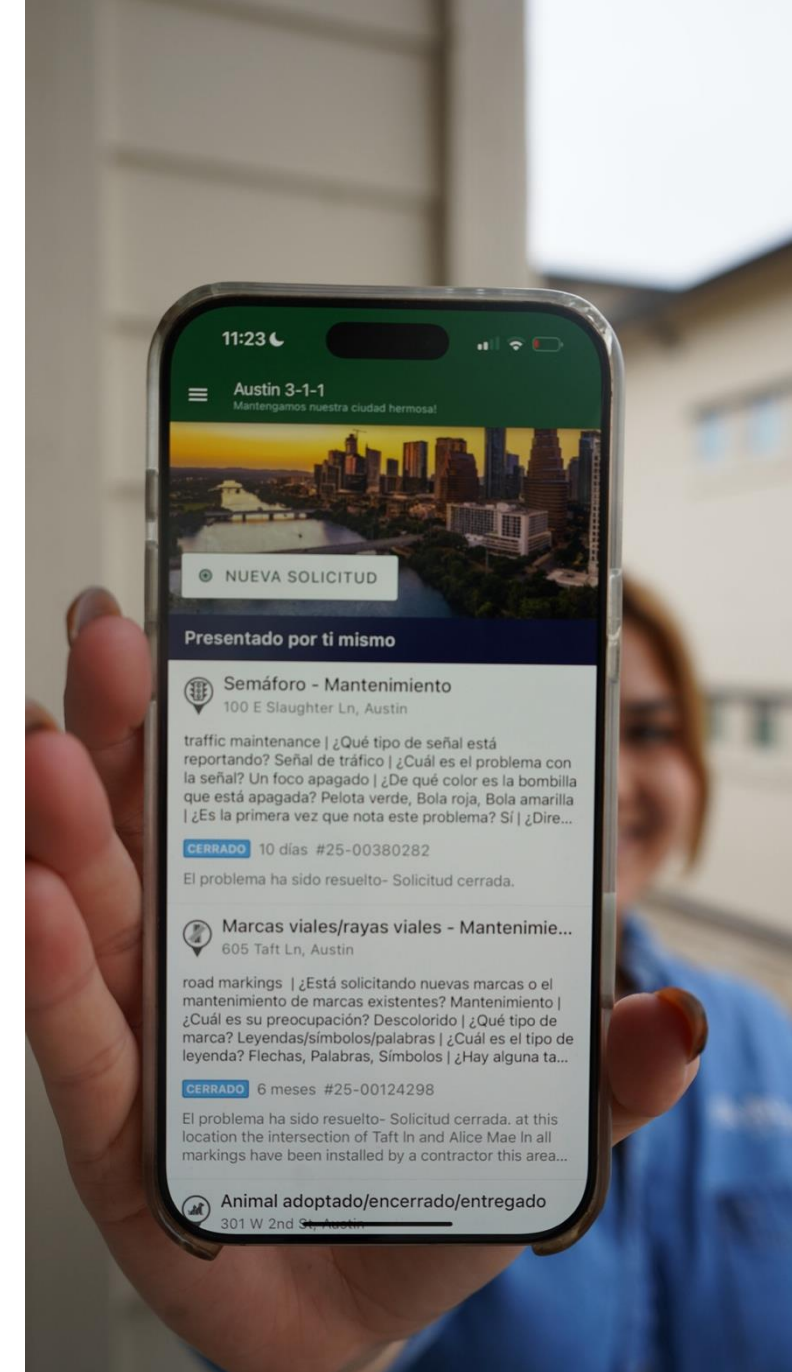 11:23
Austin 3-1-1
Mantengamos nuestra ciudad hermosa!
NUEVA SOLICITUD
Presentado por ti mismo
Semáforo - Mantenimiento
100 E Slaughter Ln, Austin
traffic maintenance | ¿Qué tipo de señal está
reportando? Señal de tráfico | ¿Cuál es el problema con
la señal? Un foco apagado | ¿De qué color es la bombilla
que está apagada? Pelota verde, Bola roja, Bola amarilla
| ¿Es la primera vez que nota este problema? Sí | ¿Dire...
CERRADO 10 días #25-00380282
El problema ha sido resuelto- Solicitud cerrada.
Marcas viales/rayas viales - Mantenimie...
605 Taft Ln, Austin
road markings | ¿Está solicitando nuevas marcas o el
mantenimiento de marcas existentes? Mantenimiento |
¿Cuál es su preocupación? Descolorido | ¿Qué tipo de
marca? Leyendas/símbolos/palabras | ¿Cuál es el tipo de
leyenda? Flechas, Palabras, Símbolos | ¿Hay alguna ta...
CERRADO 6 meses #25-00124298
El problema ha sido resuelto- Solicitud cerrada. at this
location the intersection of Taft ln and Alice Mae ln all
markings have been installed by a contractor this area...
Animal adoptado/encerrado/entregado
301 W 2nd St, Austin